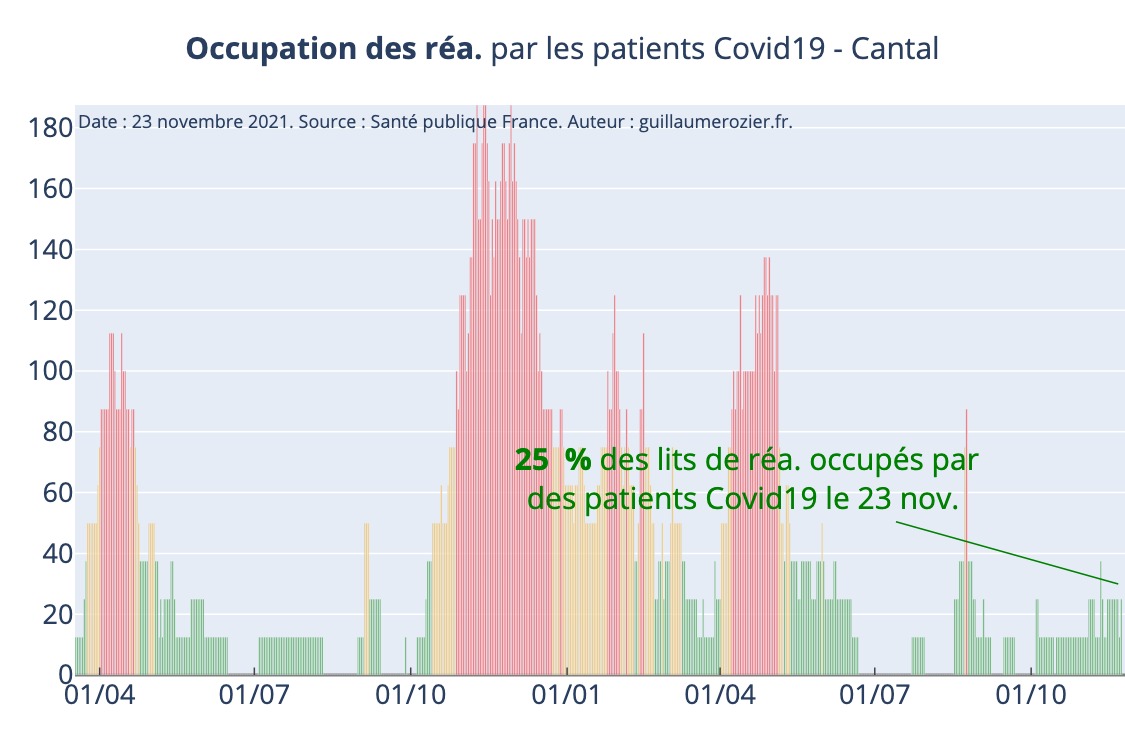 Occupation des réa. par les patients Covid19 - Cantal
Date : 23 novembre 2021. Source : Santé publique France. Auteur : guillaumerozier.fr.
180
160
140
120
100
80
60
40
20
0
25 % des lits de réa. occupés par
des patients Covid19 le 23 nov.
01/04 01/07 01/10 01/01 01/04 01/07 01/10